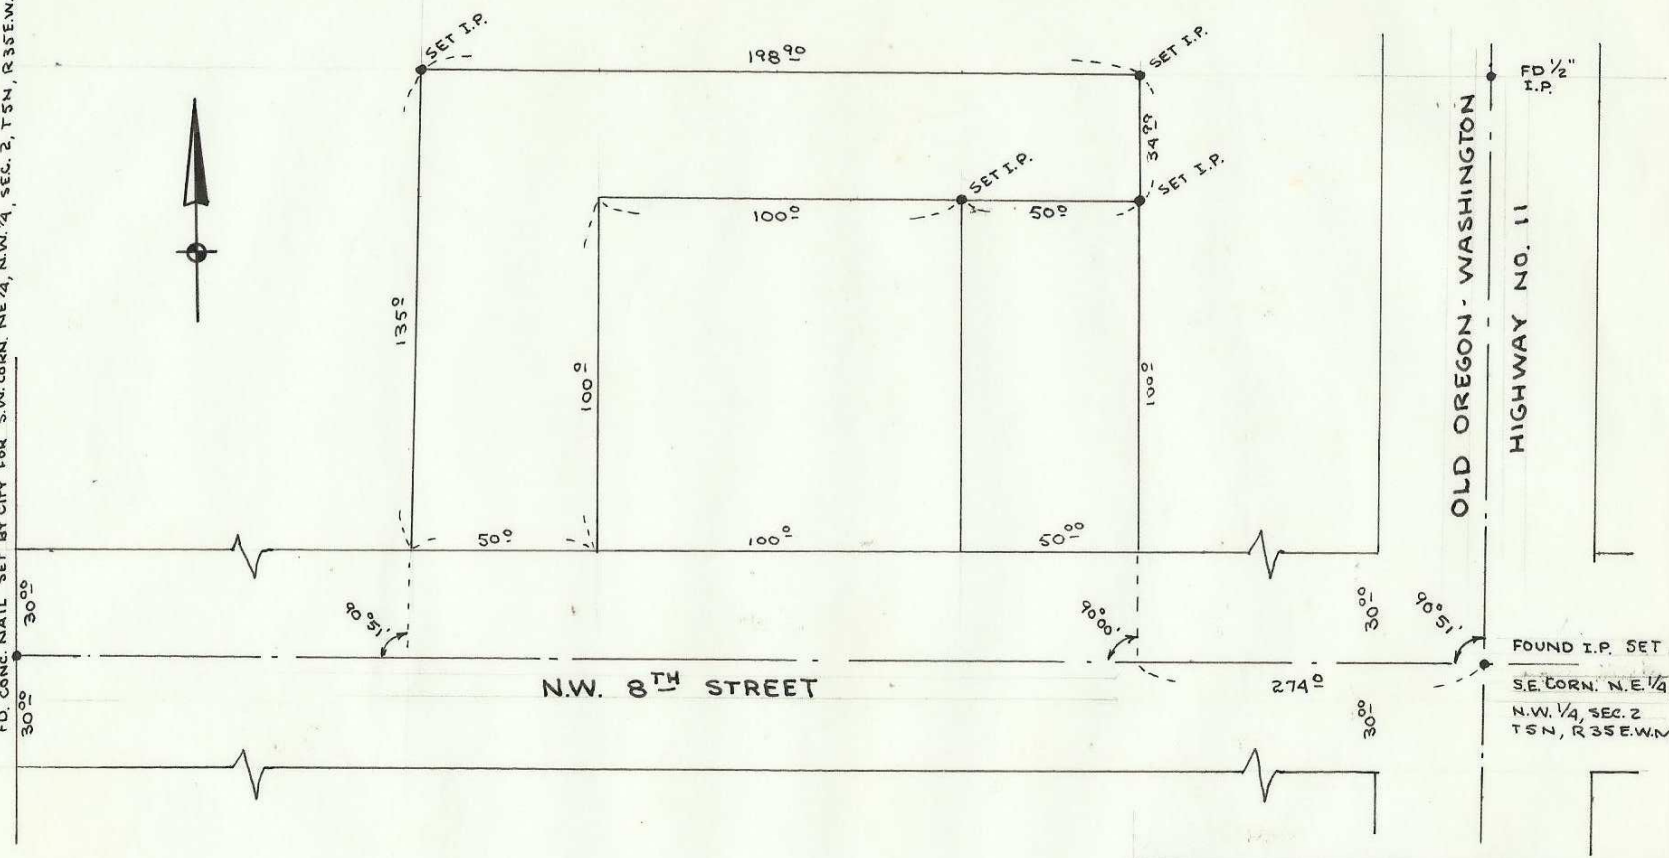 FD. CONC. NAIL SET BY CITY FOR S.W. CORN. NE ¼, N.W. ¼, SEC. 2, T5N, R35E.W.
SET I.P.
198 90
SET I.P.
FD ½"
I.P.
34 99
SET I.P.
SET I.P.
100 0
50 0
135 0
100 0
100 0
OLD OREGON - WASHINGTON
HIGHWAY NO. 11
50 0
100 0
50 00
30 00
90° 51'
90° 00'
30 00
90° 51'
FOUND I.P. SET
N.W. 8TH STREET
274 0
S.E. CORN. N.E. ¼
N.W. ¼, SEC. 2
T5N, R35E.W.M
30 00
30 00